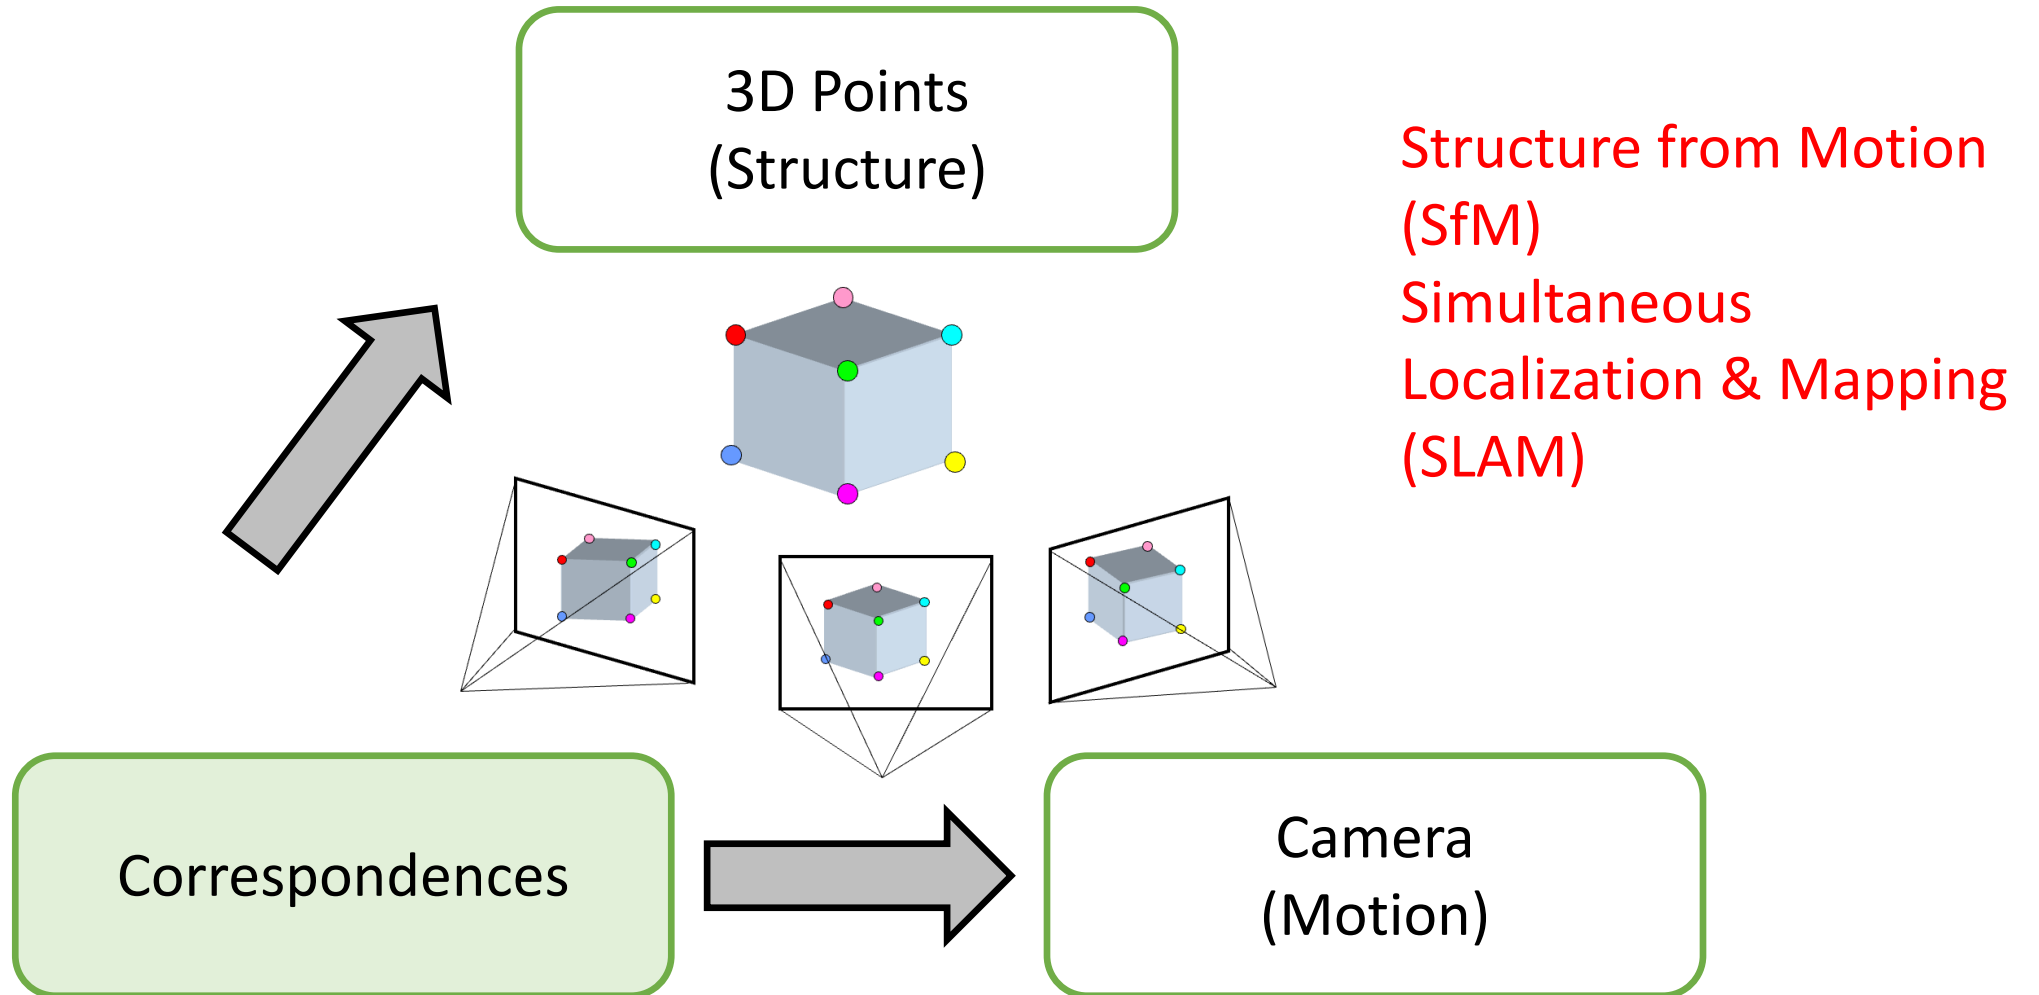 3D Points
(Structure)
Structure from Motion
(SfM)
Simultaneous
Localization & Mapping
(SLAM)
Correspondences
Camera
(Motion)